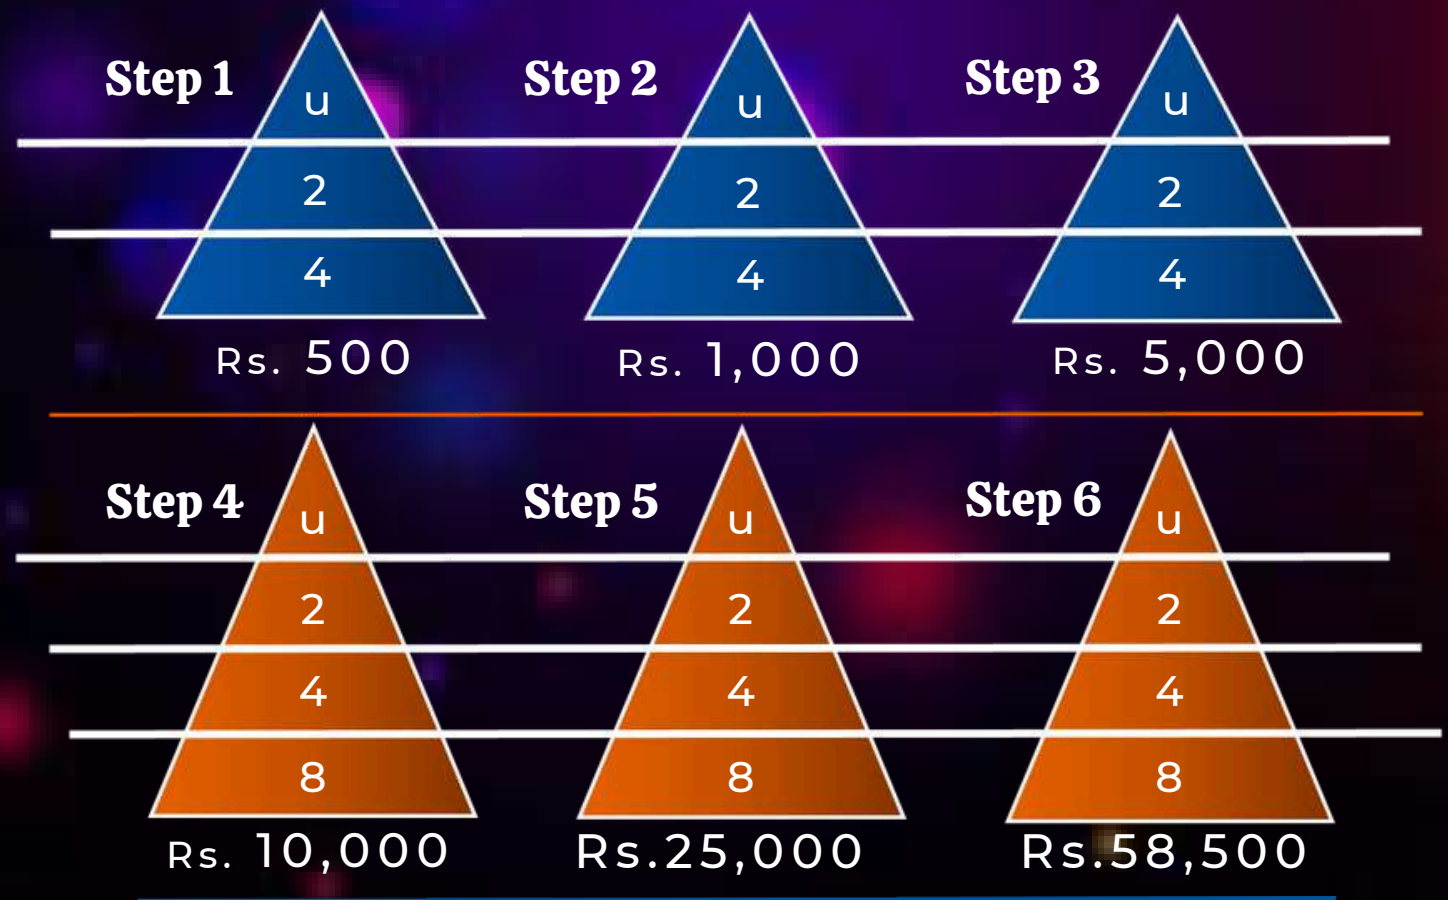 Step 1
u
2
4
Rs. 500
Step 2
u
2
4
Rs. 1,000
Step 3
u
2
4
Rs. 5,000
Step 4
u
2
4
8
Rs. 10,000
Step 5
u
2
4
8
Rs.25,000
Step 6
u
2
4
8
Rs.58,500